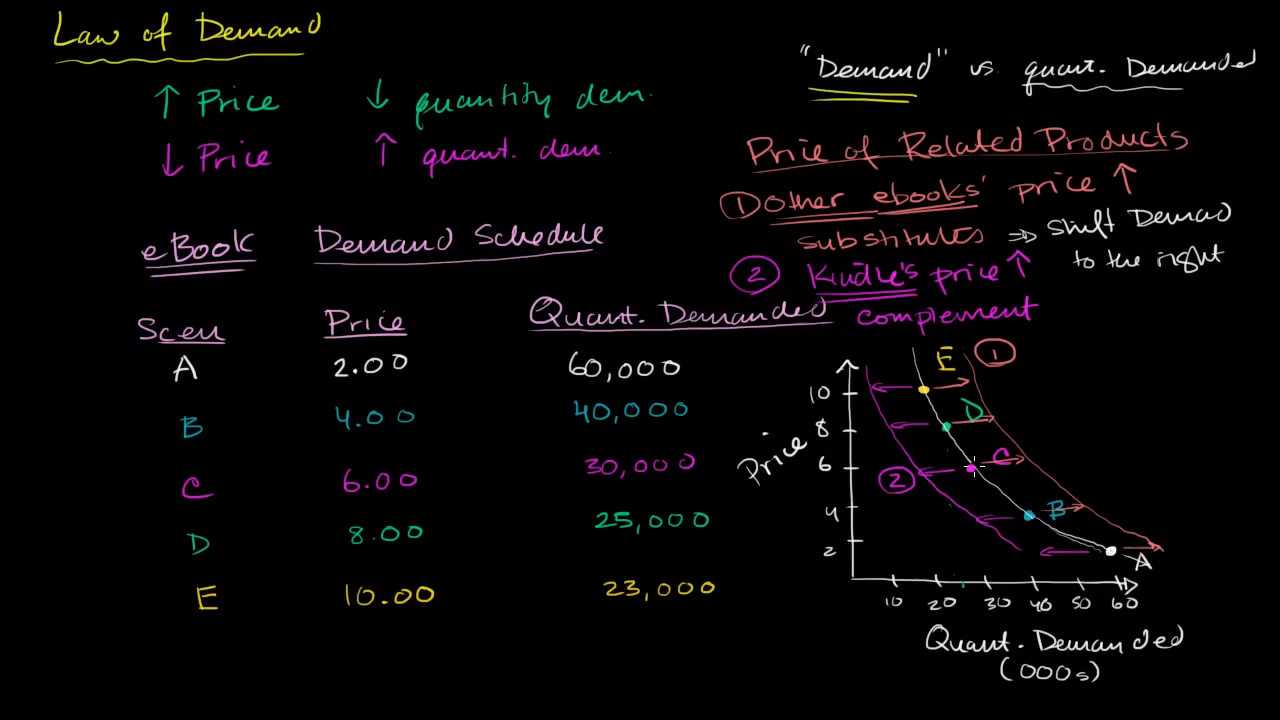 Law of Demand
↑ Price ↓ quantity dem.
↓ Price ↑ quant. dem.
eBook Demand Schedule
Scen Price Quant. Demanded
A 2.00 60,000
B 4.00 40,000
C 6.00 30,000
D 8.00 25,000
E 10.00 23,000
"Demand" vs. quant. Demanded
Price of Related Products
① other ebooks' price ↑
substitutes ⇒ shift Demand
to the right
② Kindle's price ↑
complement
E ①
10
D
8
C
6
②
B
4
2
A
Price
10 20 30 40 50 60
Quant. Demanded
(000s)